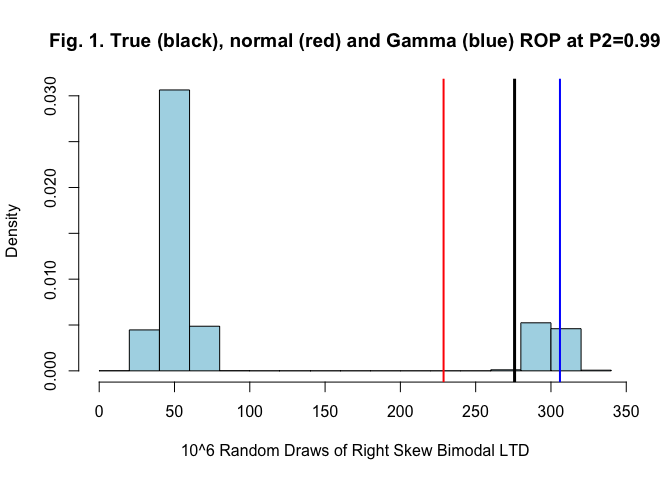 Fig. 1. True (black), normal (red) and Gamma (blue) ROP at P2=0.99
Density
0.030
0.020
0.010
0.000
0 50 100 150 200 250 300 350
10^6 Random Draws of Right Skew Bimodal LTD